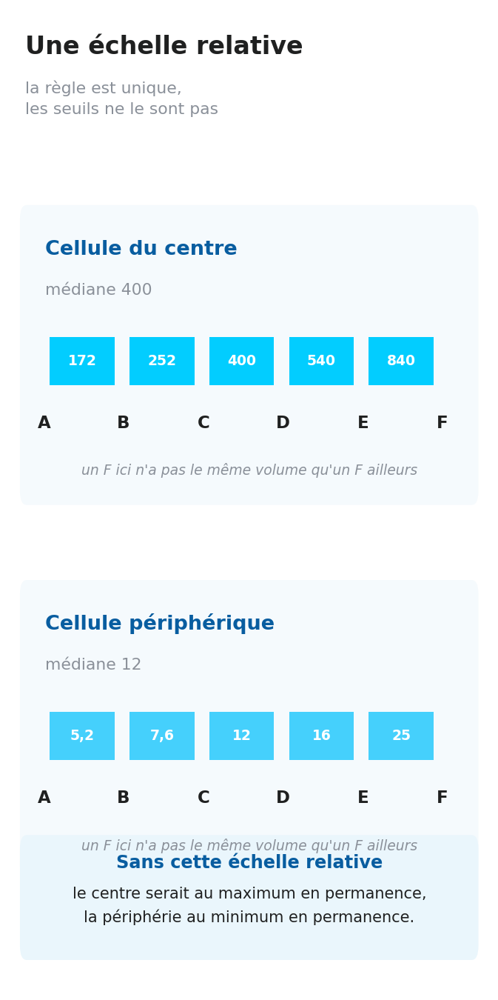 Une échelle relative
la règle est unique,
les seuils ne le sont pas
Cellule du centre
médiane 400
172 252 400 540 840
A B C D E F
un F ici n'a pas le même volume qu'un F ailleurs
Cellule périphérique
médiane 12
5,2 7,6 12 16 25
A B C D E F
un F ici n'a pas le même volume qu'un F ailleurs
Sans cette échelle relative
le centre serait au maximum en permanence,
la périphérie au minimum en permanence.